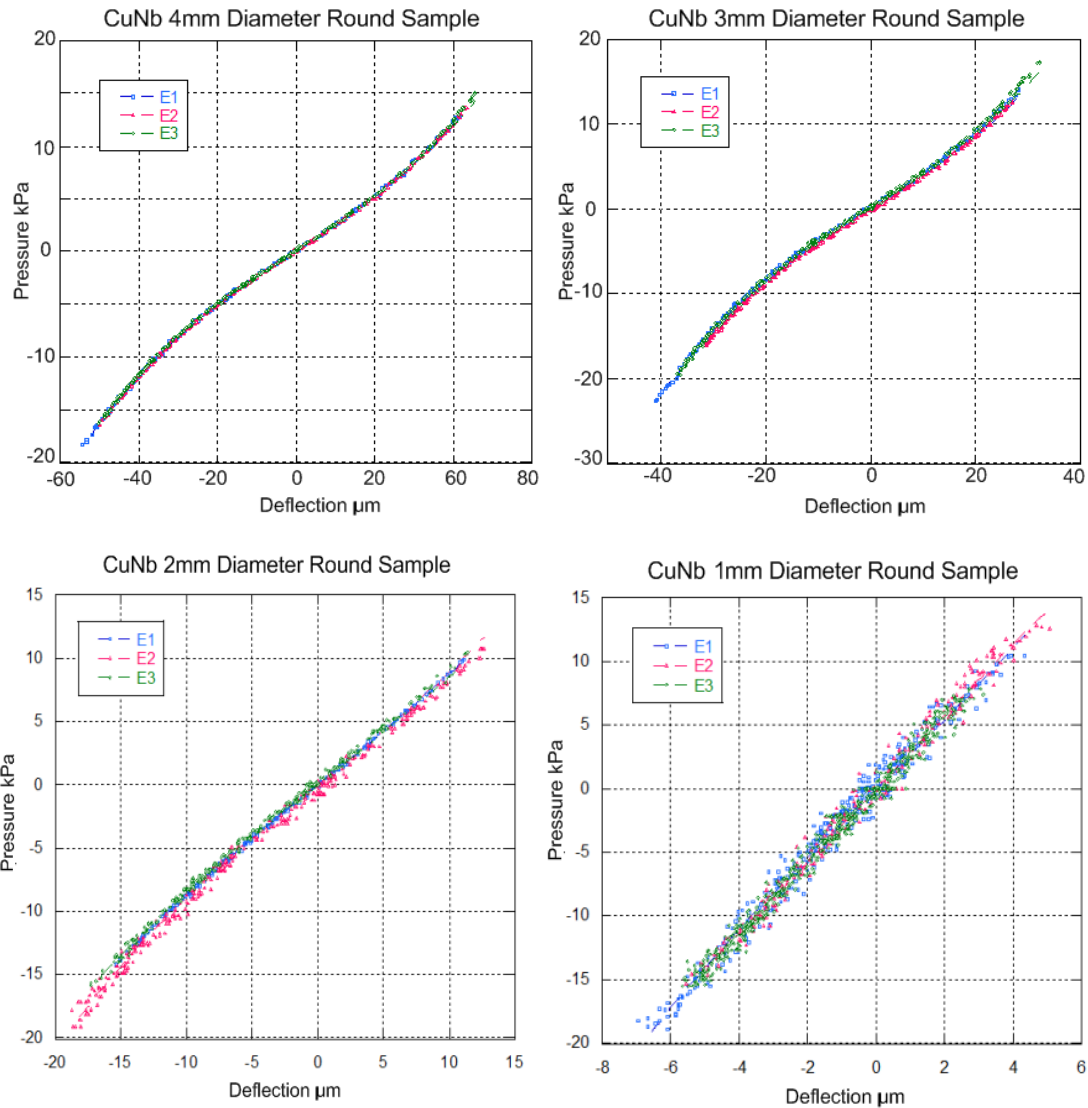 CuNb 4mm Diameter Round Sample
20
10
0
-10
-20
Pressure kPa
E1
E2
E3
-60 -40 -20 0 20 40 60 80
Deflection µm
CuNb 3mm Diameter Round Sample
20
10
0
-10
-20
-30
Pressure kPa
E1
E2
E3
-40 -20 0 20 40
Deflection µm
CuNb 2mm Diameter Round Sample
15
10
5
0
-5
-10
-15
-20
Pressure kPa
E1
E2
E3
-20 -15 -10 -5 0 5 10 15
Deflection µm
CuNb 1mm Diameter Round Sample
15
10
5
0
-5
-10
-15
-20
Pressure kPa
E1
E2
E3
-8 -6 -4 -2 0 2 4 6
Deflection µm